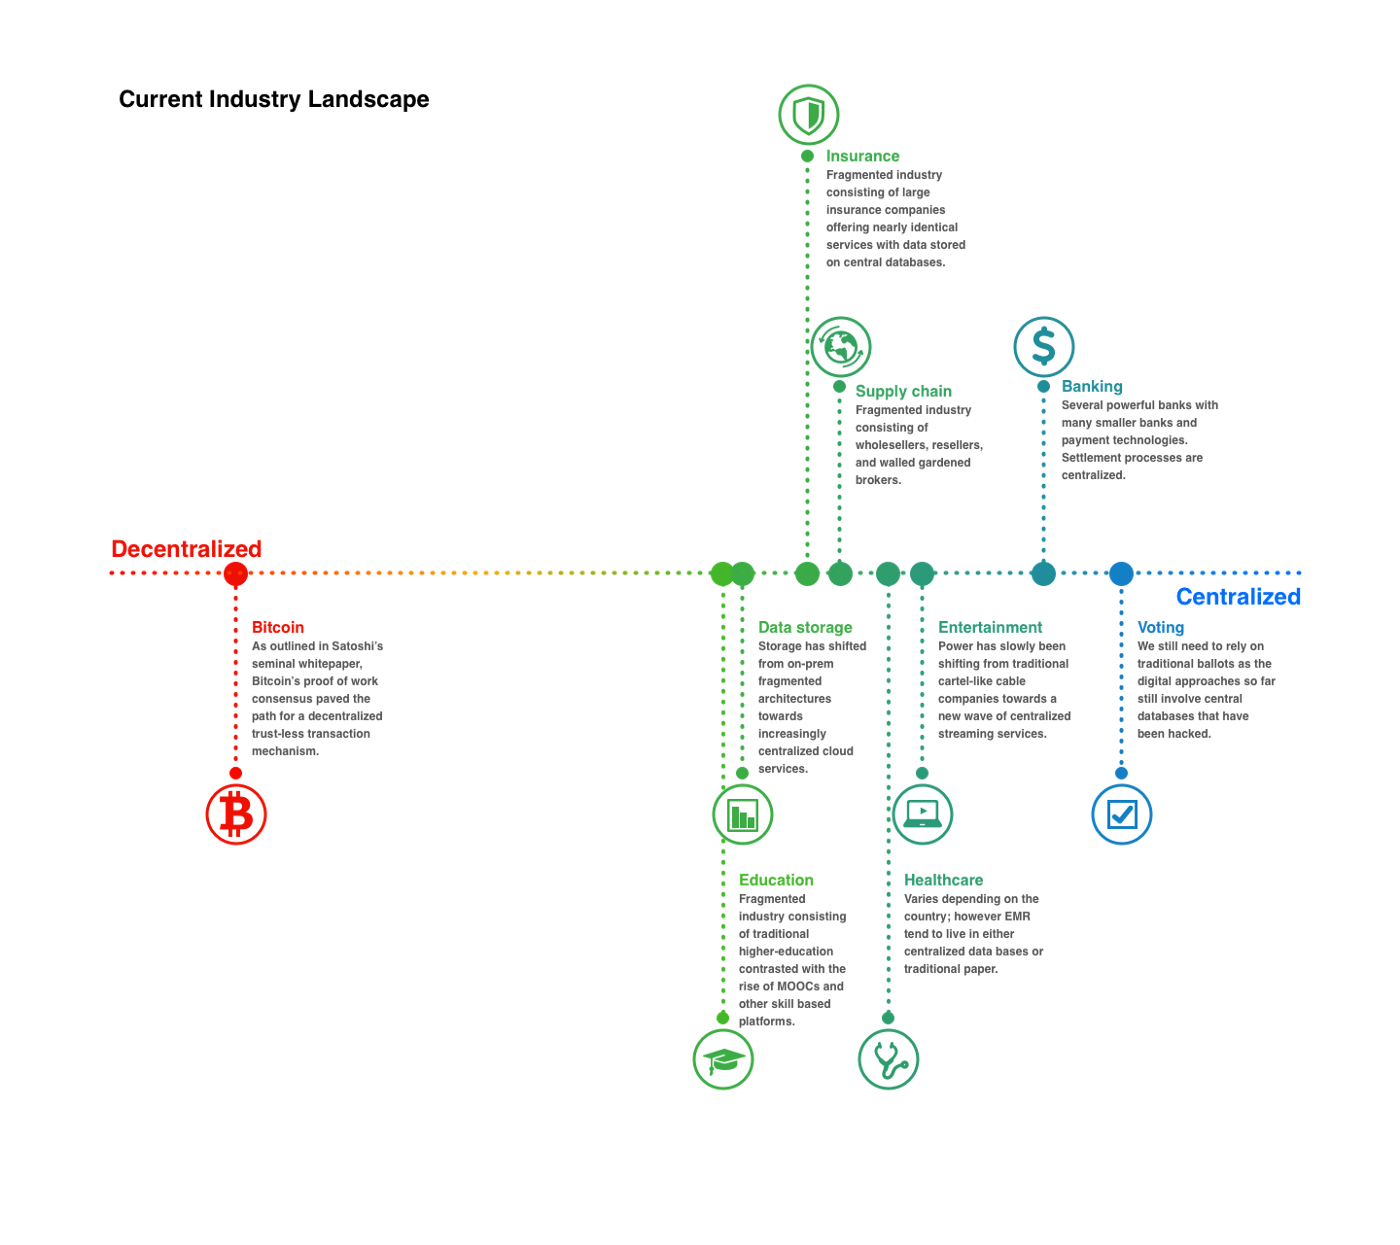 Current Industry Landscape
Insurance
Fragmented industry
consisting of large
insurance companies
offering nearly identical
services with data stored
on central databases.
Supply chain
Fragmented industry
consisting of
wholesellers, resellers,
and walled gardened
brokers.
Banking
Several powerful banks with
many smaller banks and
payment technologies.
Settlement processes are
centralized.
Decentralized
Centralized
Bitcoin
As outlined in Satoshi's
seminal whitepaper,
Bitcoin's proof of work
consensus paved the
path for a decentralized
trust-less transaction
mechanism.
Data storage
Storage has shifted
from on-prem
fragmented
architectures
towards
increasingly
centralized cloud
services.
Entertainment
Power has slowly been
shifting from traditional
cartel-like cable
companies towards a
new wave of centralized
streaming services.
Voting
We still need to rely on
traditional ballots as the
digital approaches so far
still involve central
databases that have
been hacked.
Education
Fragmented
industry consisting
of traditional
higher-education
contrasted with the
rise of MOOCs and
other skill based
platforms.
Healthcare
Varies depending on the
country; however EMR
tend to live in either
centralized data bases or
traditional paper.